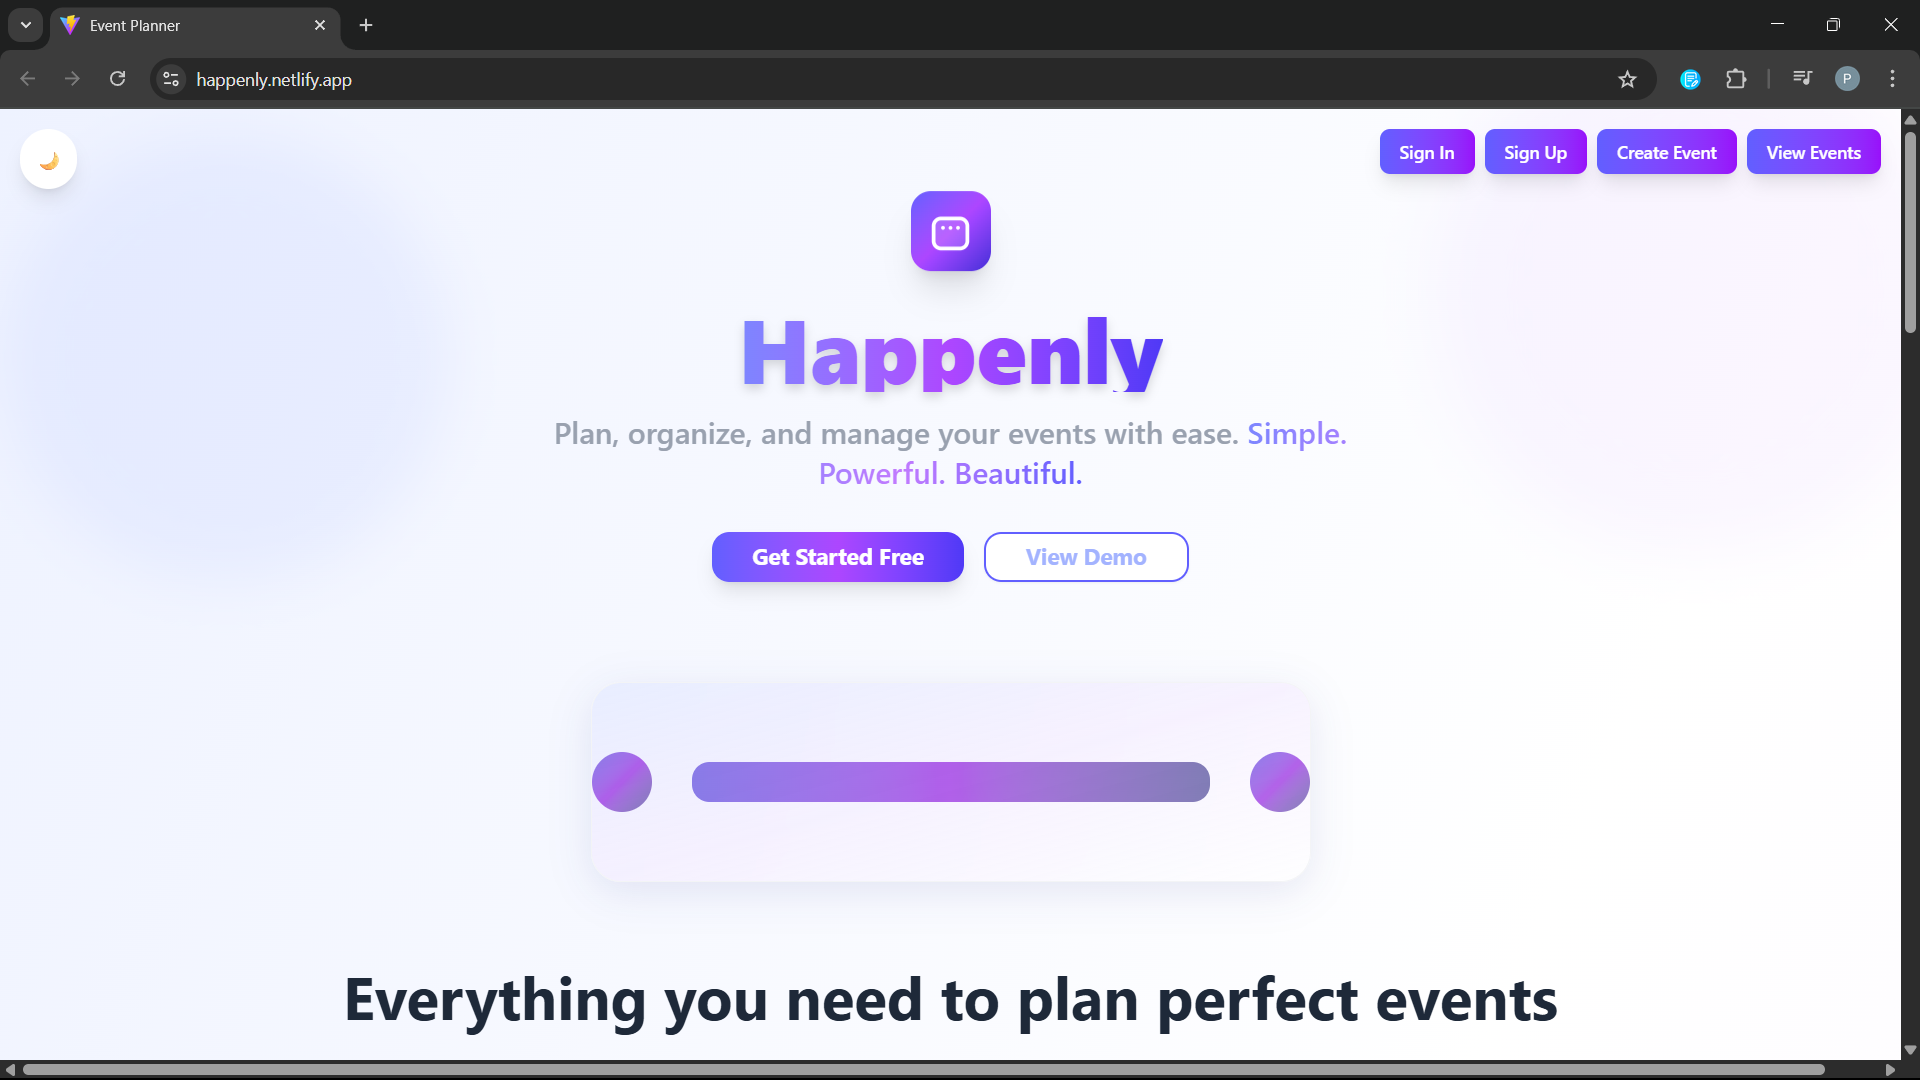 Event Planner
happenly.netlify.app
P
Sign In
Sign Up
Create Event
View Events
Happenly
Plan, organize, and manage your events with ease. Simple.
Powerful. Beautiful.
Get Started Free
View Demo
Everything you need to plan perfect events